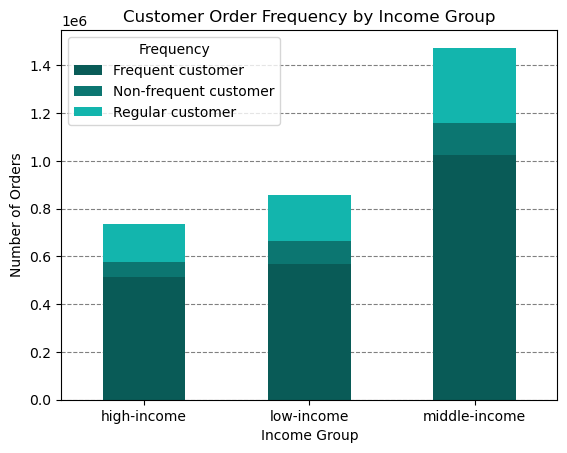 Customer Order Frequency by Income Group
1e6
Frequency
Frequent customer
Non-frequent customer
Regular customer
Number of Orders
1.4
1.2
1.0
0.8
0.6
0.4
0.2
0.0
high-income
low-income
middle-income
Income Group